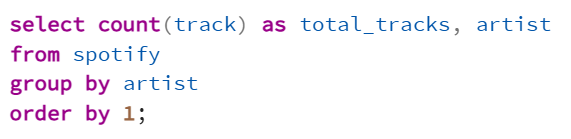 select count(track) as total_tracks, artist
from spotify
group by artist
order by 1;